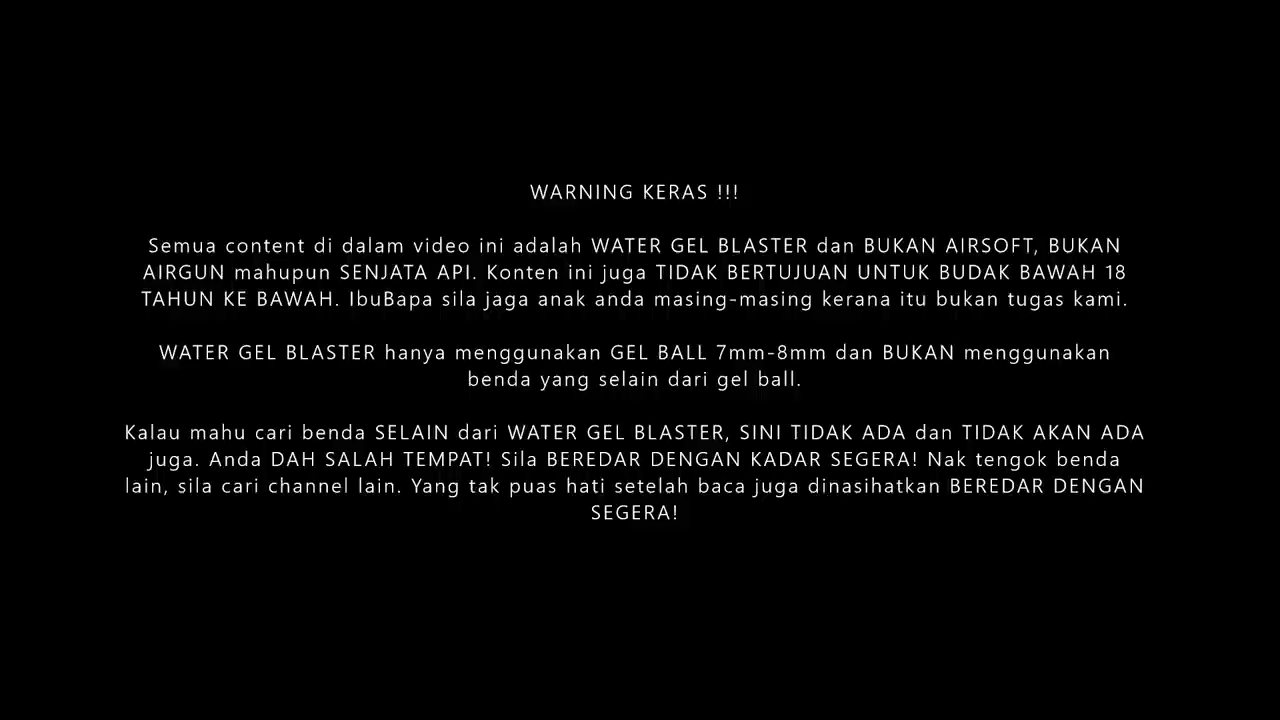 WARNING KERAS !!!
Semua content di dalam video ini adalah WATER GEL BLASTER dan BUKAN AIRSOFT, BUKAN
AIRGUN mahupun SENJATA API. Konten ini juga TIDAK BERTUJUAN UNTUK BUDAK BAWAH 18
TAHUN KE BAWAH. IbuBapa sila jaga anak anda masing-masing kerana itu bukan tugas kami.
WATER GEL BLASTER hanya menggunakan GEL BALL 7mm-8mm dan BUKAN menggunakan
benda yang selain dari gel ball.
Kalau mahu cari benda SELAIN dari WATER GEL BLASTER, SINI TIDAK ADA dan TIDAK AKAN ADA
juga. Anda DAH SALAH TEMPAT! Sila BEREDAR DENGAN KADAR SEGERA! Nak tengok benda
lain, sila cari channel lain. Yang tak puas hati setelah baca juga dinasihatkan BEREDAR DENGAN
SEGERA!